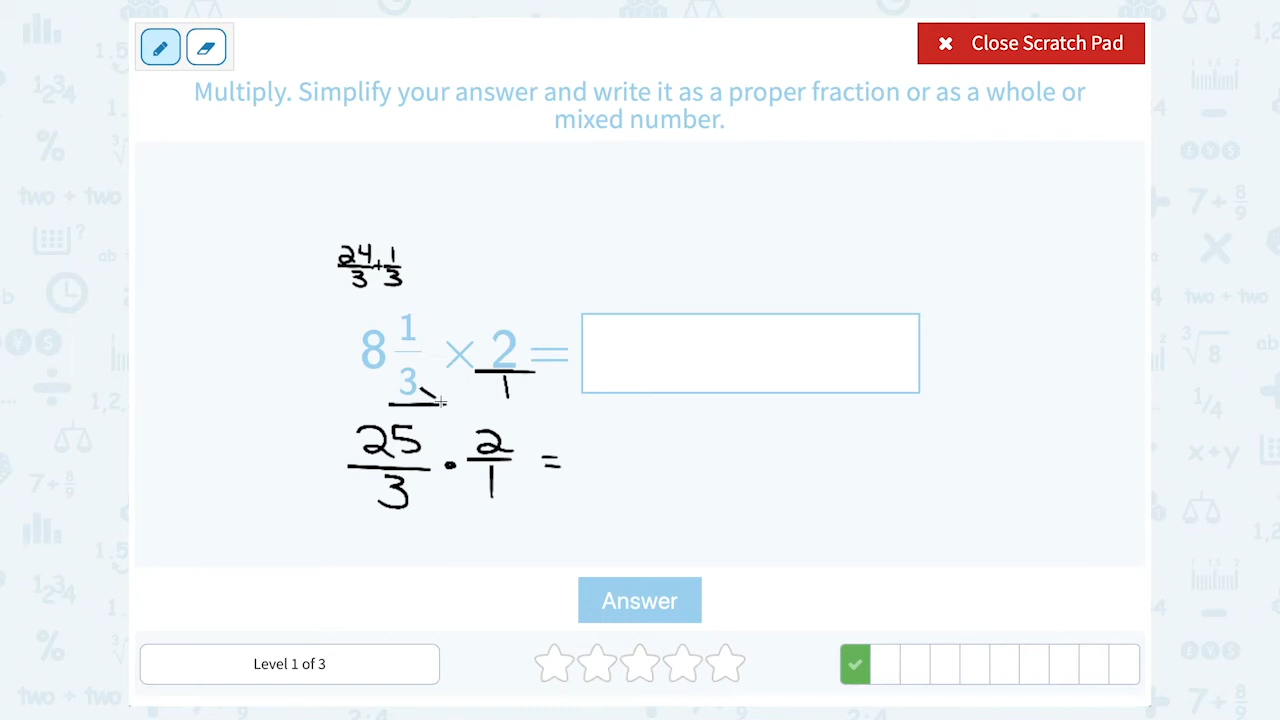 Close Scratch Pad
Multiply. Simplify your answer and write it as a proper fraction or as a whole or
mixed number.
24/3 + 1/3
8 1/3 × 2/1 =
25/3 • 2/1 =
Answer
Level 1 of 3